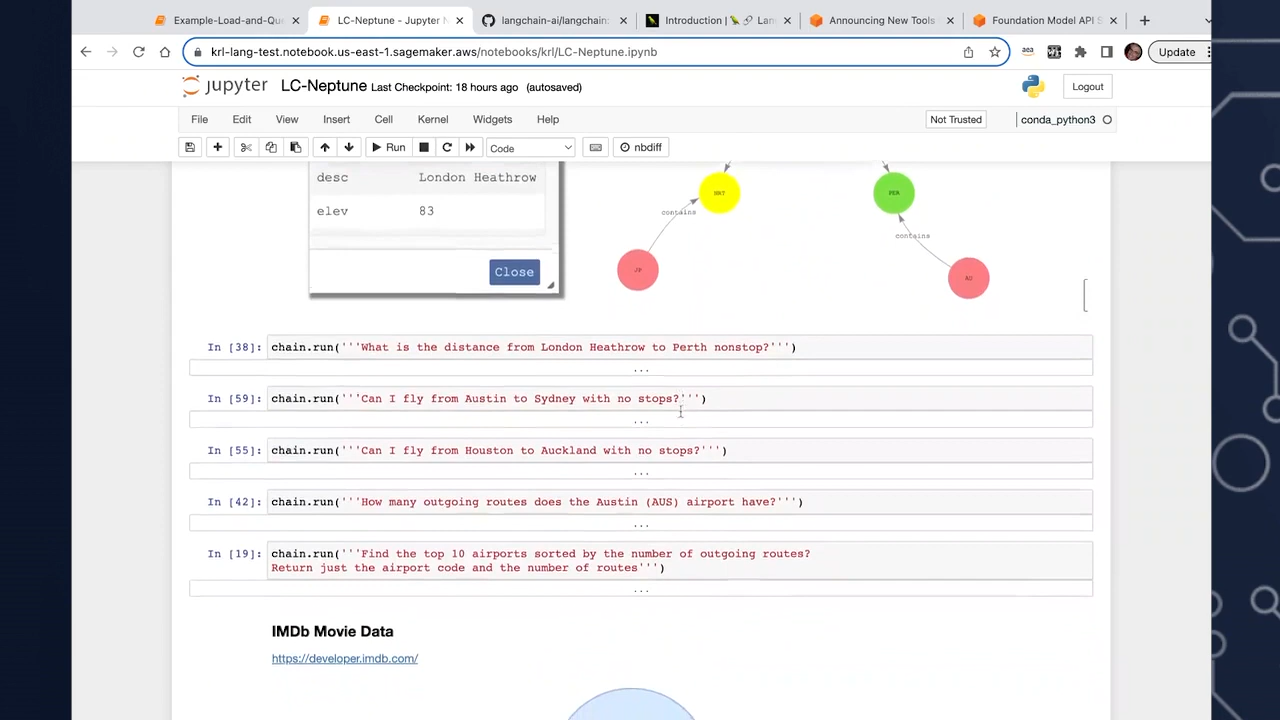 Example-Load-and-Qu
LC-Neptune - Jupyter N
langchain-ai/langchain:
Introduction | 🦜️🔗 Lan
Announcing New Tools
Foundation Model API S
krl-lang-test.notebook.us-east-1.sagemaker.aws/notebooks/krl/LC-Neptune.ipynb
aea
Update
jupyter LC-Neptune Last Checkpoint: 18 hours ago (autosaved)
Logout
File Edit View Insert Cell Kernel Widgets Help
Not Trusted
conda_python3
Run
Code
nbdiff
desc London Heathrow
elev 83
Close
contains
contains
JP
PER
In [38]: chain.run('''What is the distance from London Heathrow to Perth nonstop?''')
...
In [59]: chain.run('''Can I fly from Austin to Sydney with no stops?''')
...
In [55]: chain.run('''Can I fly from Houston to Auckland with no stops?''')
...
In [42]: chain.run('''How many outgoing routes does the Austin (AUS) airport have?''')
...
In [19]: chain.run('''Find the top 10 airports sorted by the number of outgoing routes?
Return just the airport code and the number of routes''')
...
IMDb Movie Data
https://developer.imdb.com/